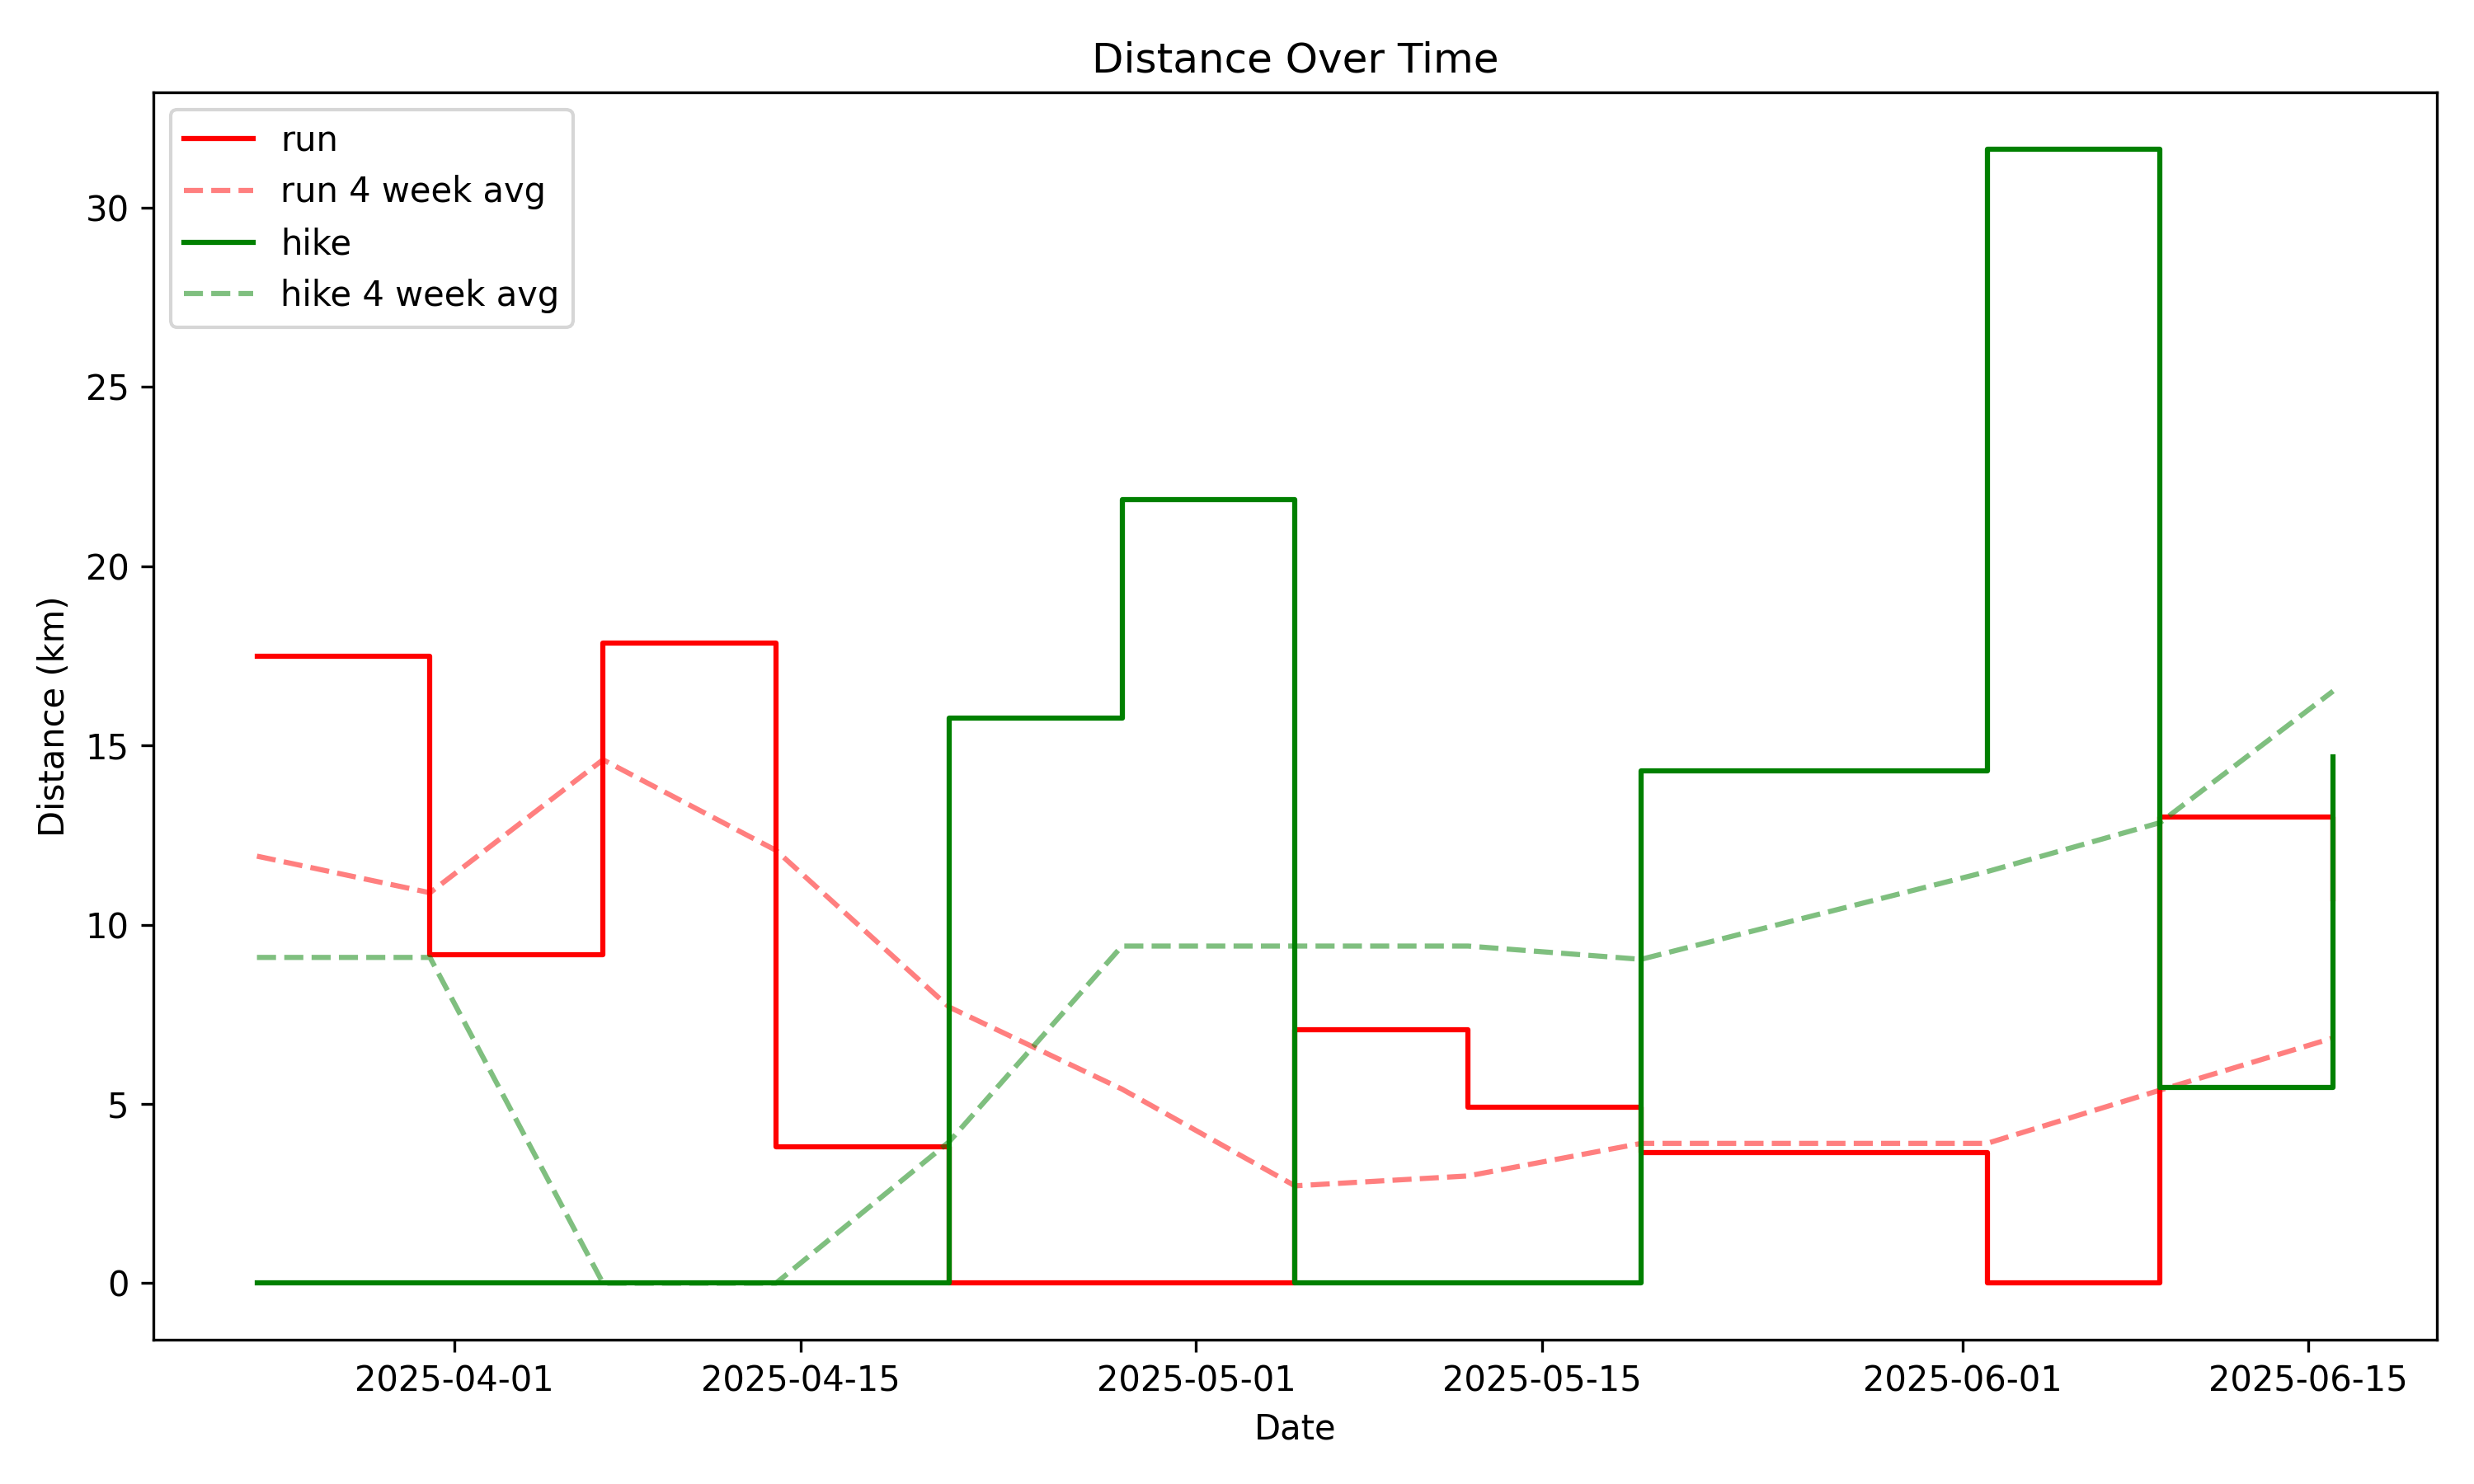 Distance Over Time
run
run 4 week avg
hike
hike 4 week avg
Distance (km)
30
25
20
15
10
5
0
2025-04-01
2025-04-15
2025-05-01
2025-05-15
2025-06-01
2025-06-15
Date